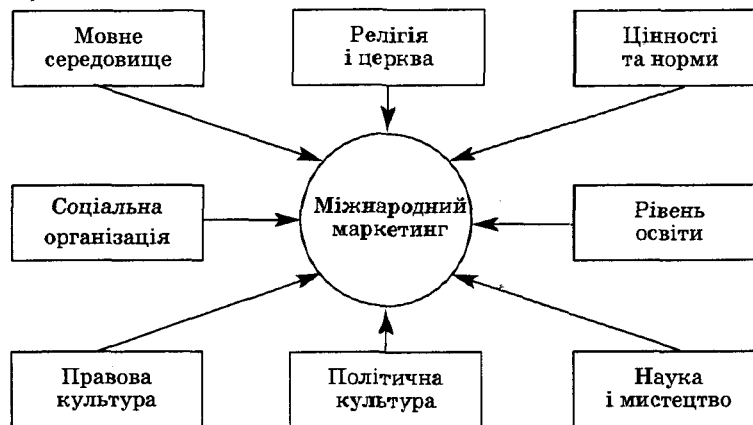 Мовне
середовище
Релігія
і церква
Цінності
та норми
Соціальна
організація
Міжнародний
маркетинг
Рівень
освіти
Правова
культура
Політична
культура
Наука
і мистецтво